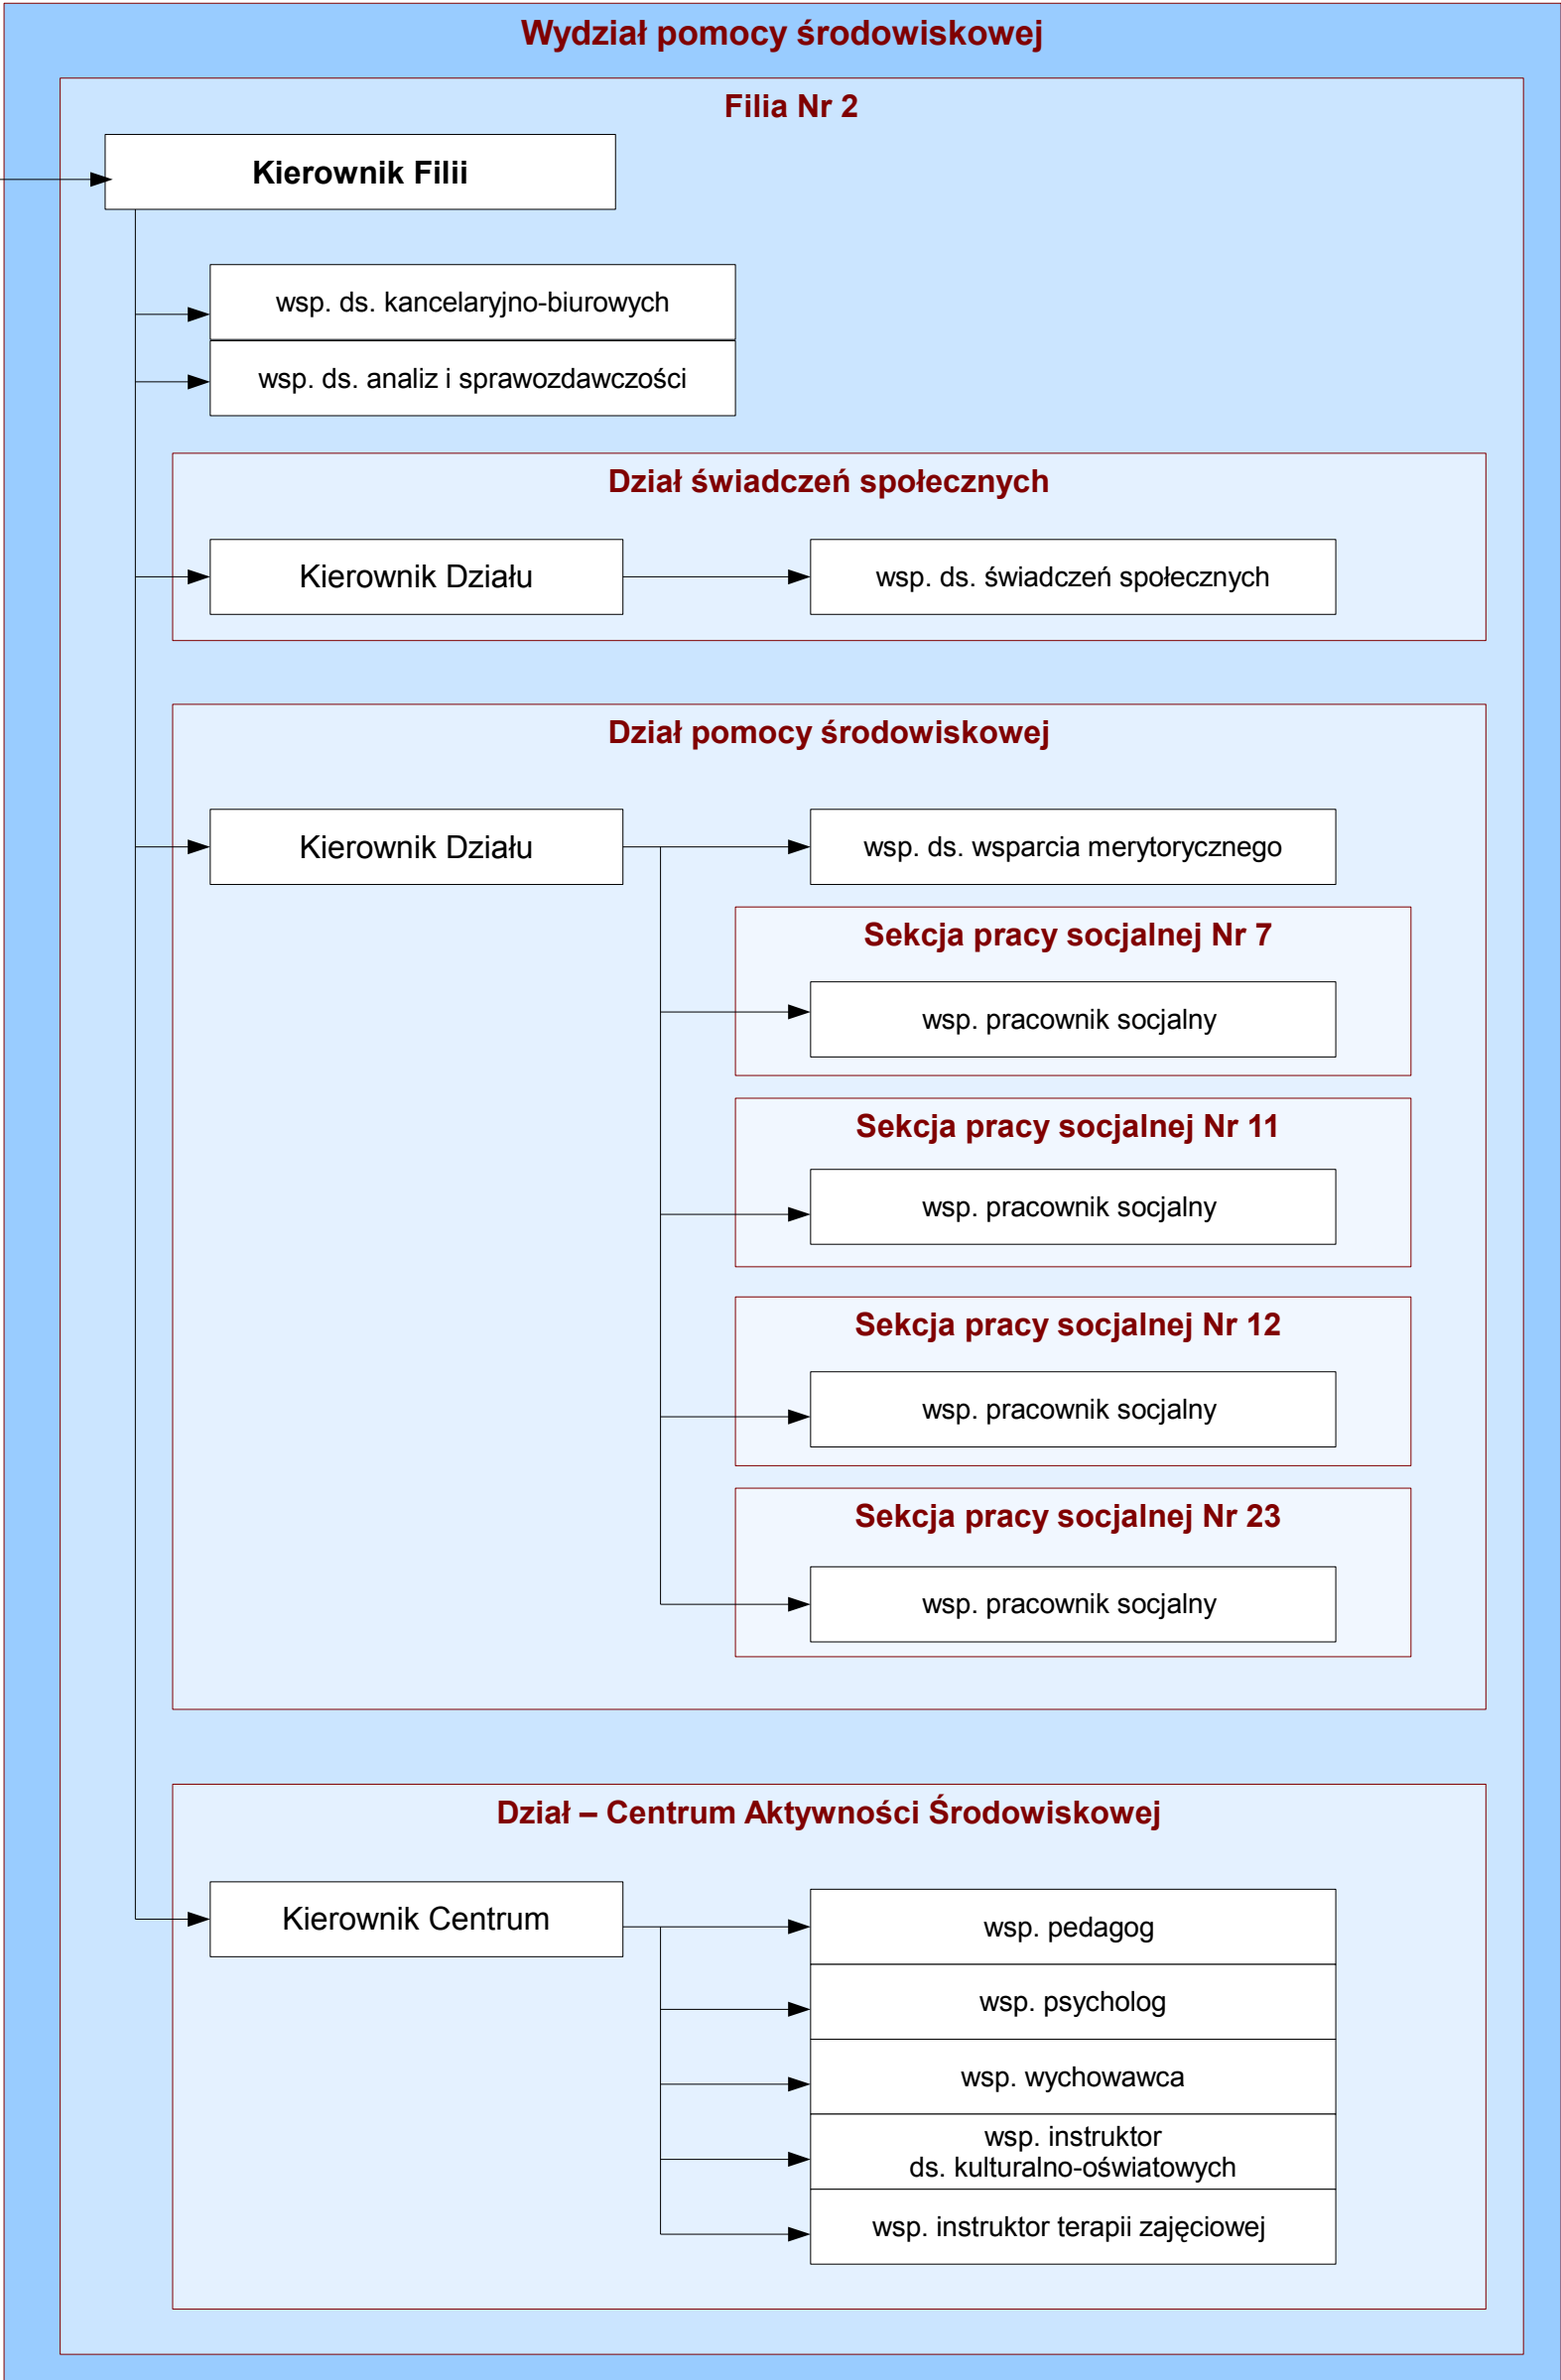 Wydział pomocy środowiskowej
Filia Nr 2
Kierownik Filii
wsp. ds. kancelaryjno-biurowych
wsp. ds. analiz i sprawozdawczości
Dział świadczeń społecznych
Kierownik Działu
wsp. ds. świadczeń społecznych
Dział pomocy środowiskowej
Kierownik Działu
wsp. ds. wsparcia merytorycznego
Sekcja pracy socjalnej Nr 7
wsp. pracownik socjalny
Sekcja pracy socjalnej Nr 11
wsp. pracownik socjalny
Sekcja pracy socjalnej Nr 12
wsp. pracownik socjalny
Sekcja pracy socjalnej Nr 23
wsp. pracownik socjalny
Dział – Centrum Aktywności Środowiskowej
Kierownik Centrum
wsp. pedagog
wsp. psycholog
wsp. wychowawca
wsp. instruktor
ds. kulturalno-oświatowych
wsp. instruktor terapii zajęciowej